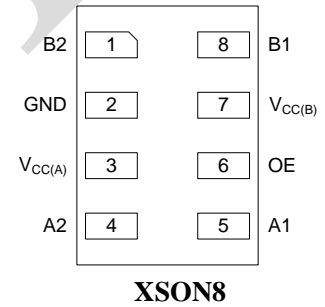 B2 1 8 B1
GND 2 7 VCC(B)
VCC(A) 3 6 OE
A2 4 5 A1
XSON8